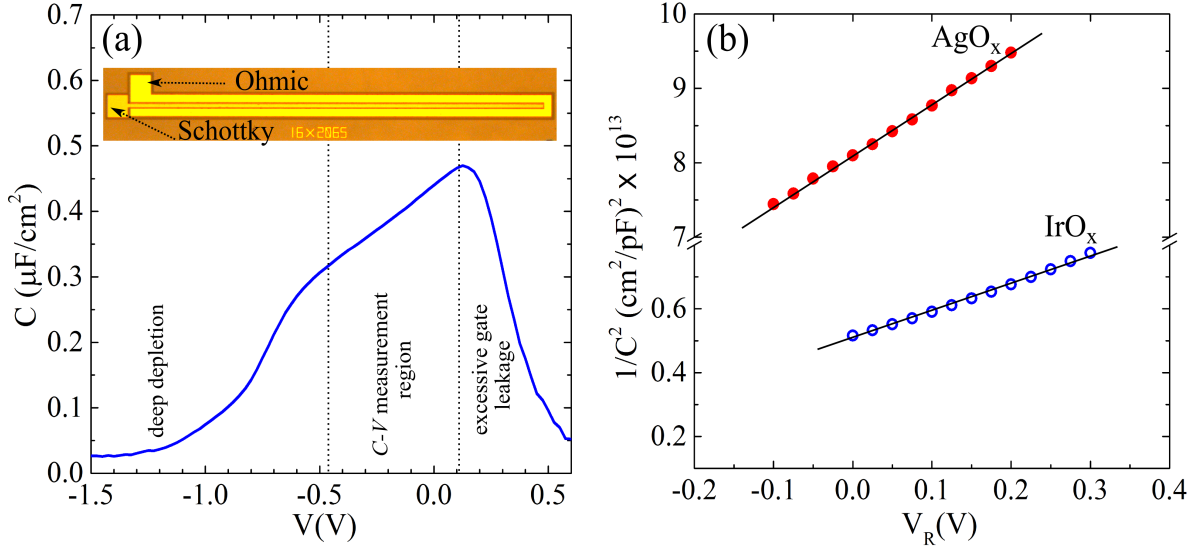 (a)
0.7
0.6
0.5
0.4
0.3
0.2
0.1
0.0
C (μF/cm²)
Ohmic
Schottky
16×2065
deep depletion
C-V measurement
region
excessive gate
leakage
-1.5
-1.0
-0.5
0.0
0.5
V(V)
(b)
10
9
8
7
0.6
0.4
0.2
1/C² (cm²/pF)² x 10¹³
AgOₓ
IrOₓ
-0.2
-0.1
0.0
0.1
0.2
0.3
0.4
V_R(V)